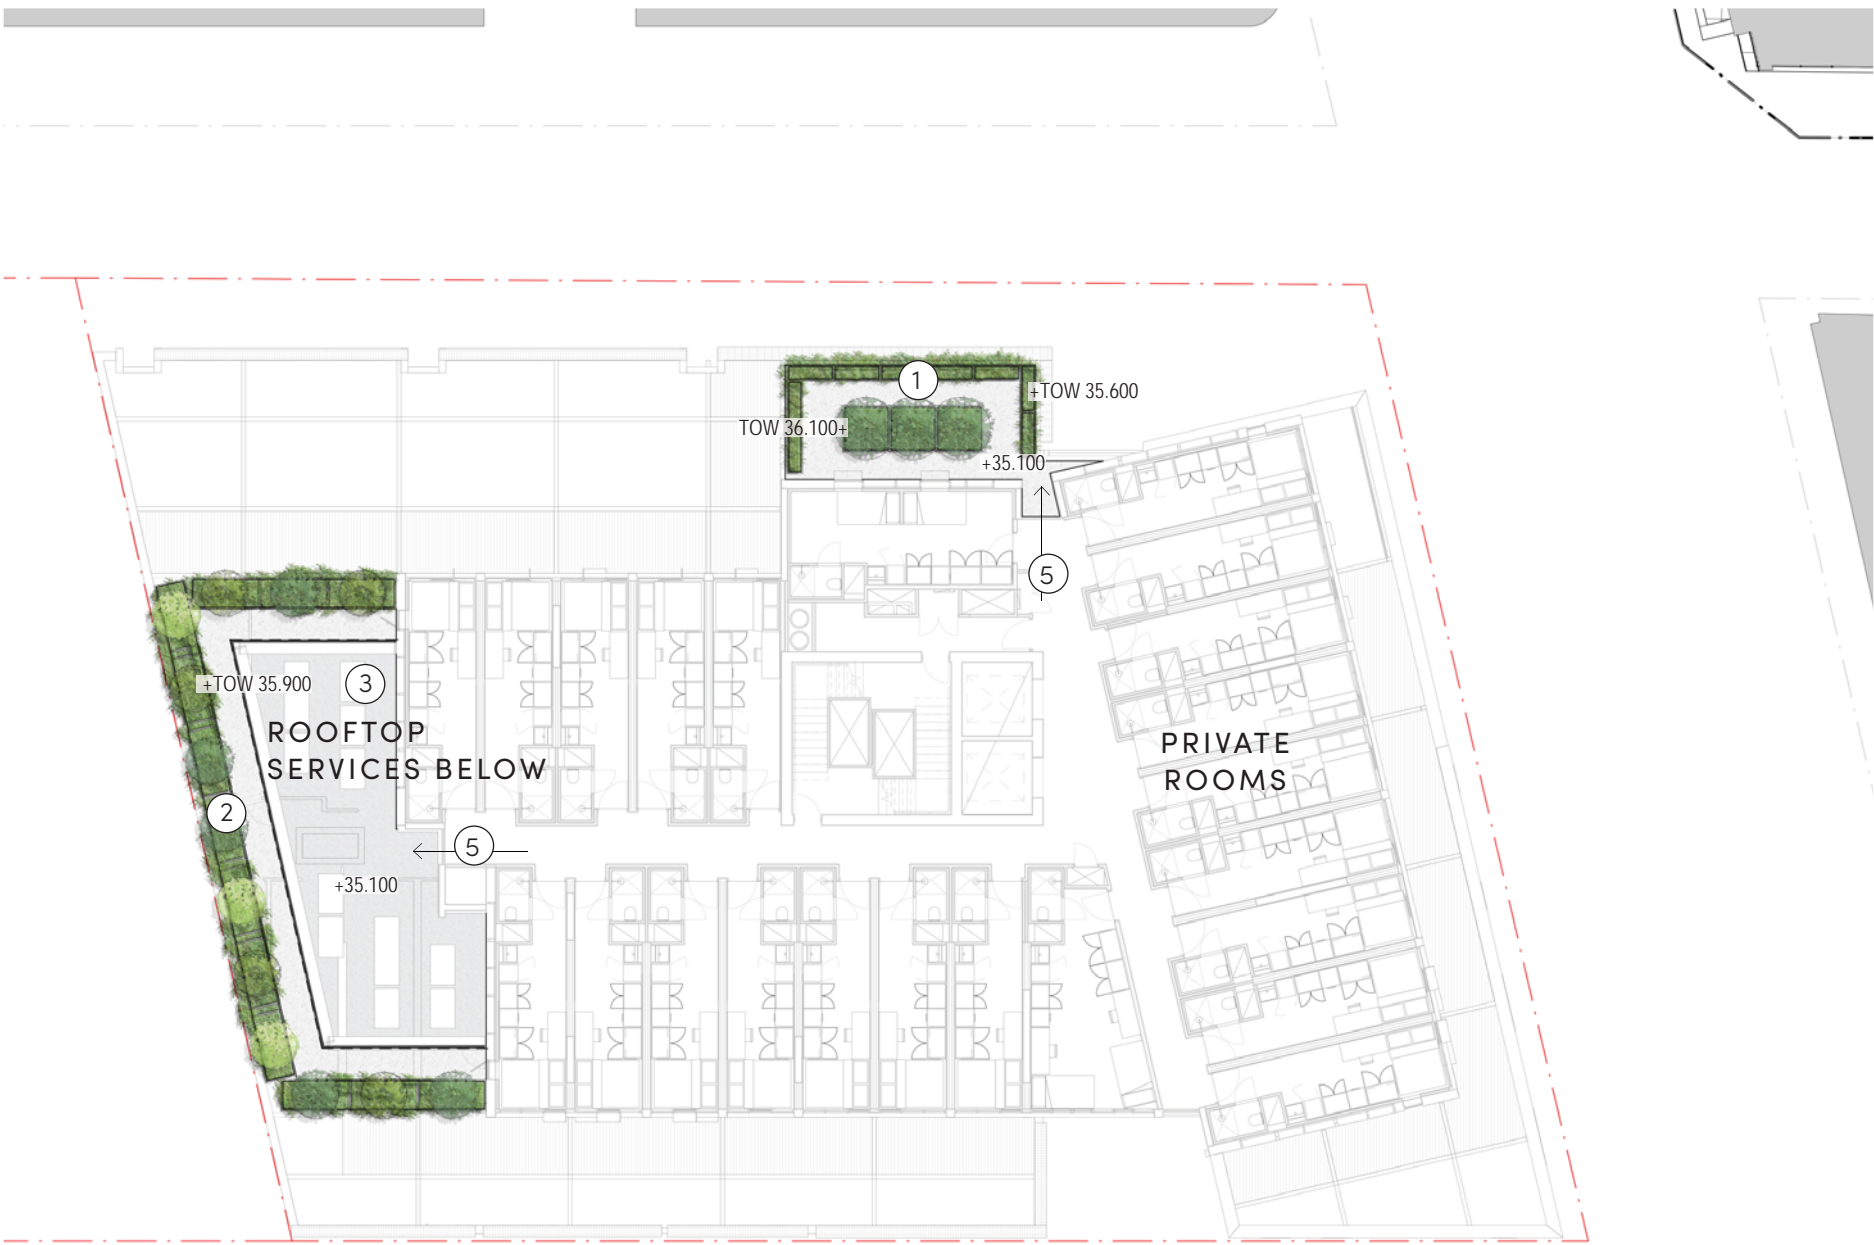 1
+TOW 35.600
TOW 36.100+
+35.100
5
+TOW 35.900
3
ROOFTOP
SERVICES BELOW
PRIVATE
ROOMS
2
5
+35.100